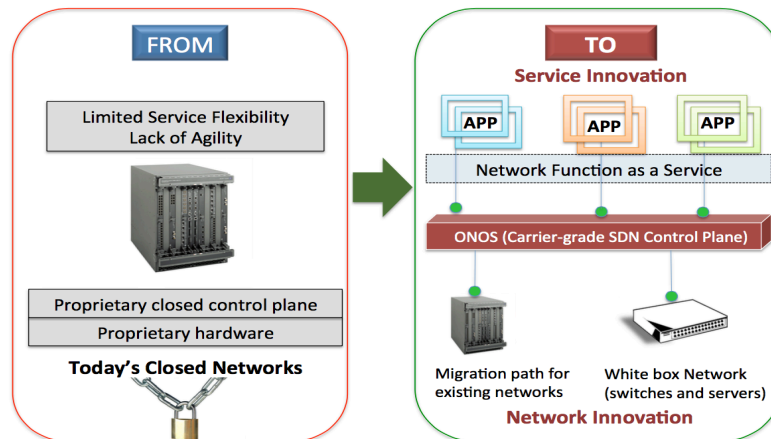 FROM
Limited Service Flexibility
Lack of Agility
Proprietary closed control plane
Proprietary hardware
Today's Closed Networks
TO
Service Innovation
APP
APP
APP
Network Function as a Service
ONOS (Carrier-grade SDN Control Plane)
Migration path for
existing networks
White box Network
(switches and servers)
Network Innovation